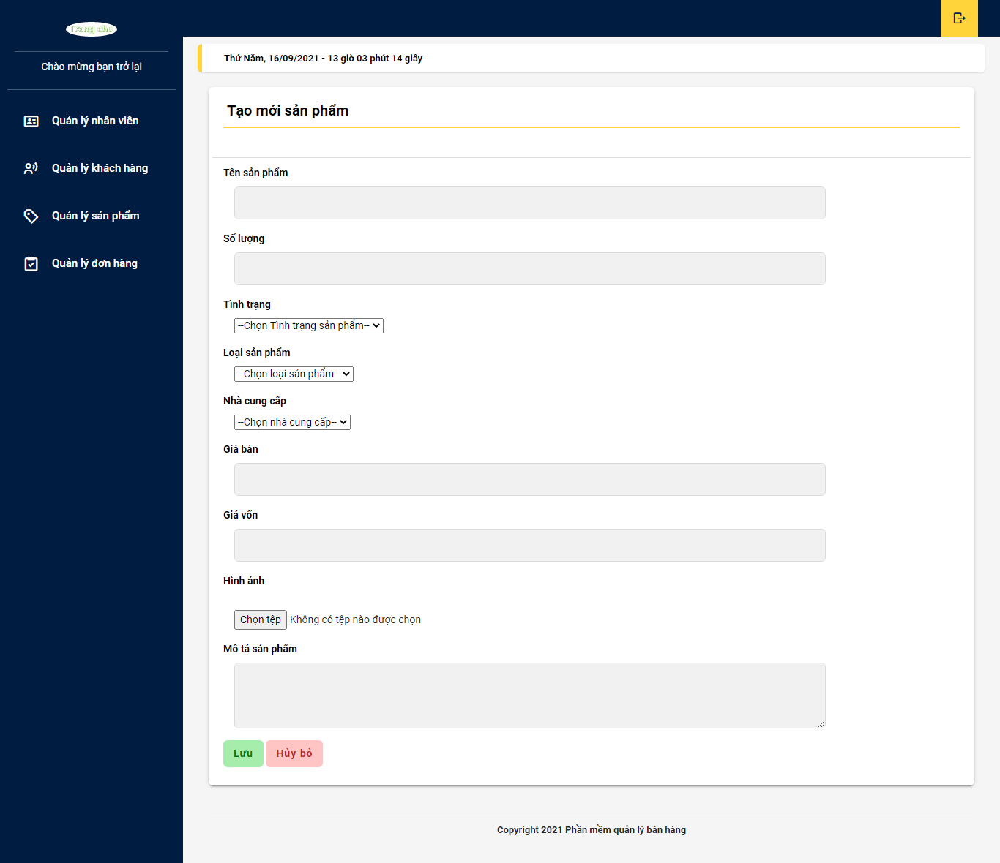 Trang chủ
Chào mừng bạn trở lại
Quản lý nhân viên
Quản lý khách hàng
Quản lý sản phẩm
Quản lý đơn hàng
Thứ Năm, 16/09/2021 - 13 giờ 03 phút 14 giây
Tạo mới sản phẩm
Tên sản phẩm
Số lượng
Tình trạng
--Chọn Tình trạng sản phẩm--
Loại sản phẩm
--Chọn loại sản phẩm--
Nhà cung cấp
--Chọn nhà cung cấp--
Giá bán
Giá vốn
Hình ảnh
Chọn tệp Không có tệp nào được chọn
Mô tả sản phẩm
Lưu Hủy bỏ
Copyright 2021 Phần mềm quản lý bán hàng